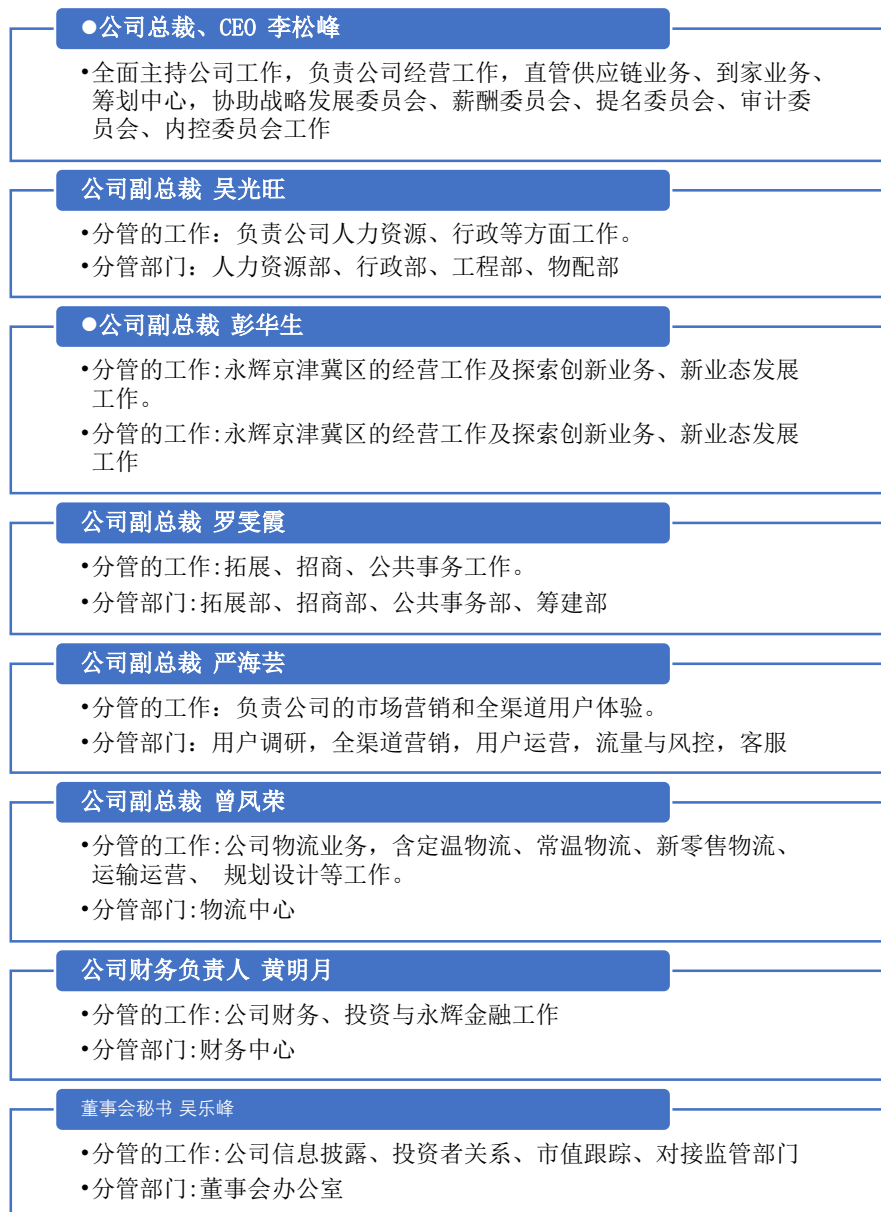 ●公司总裁、CEO 李松峰
•全面主持公司工作，负责公司经营工作，直管供应链业务、到家业务、
筹划中心，协助战略发展委员会、薪酬委员会、提名委员会、审计委
员会、内控委员会工作
公司副总裁 吴光旺
•分管的工作：负责公司人力资源、行政等方面工作。
•分管部门：人力资源部、行政部、工程部、物配部
●公司副总裁 彭华生
•分管的工作:永辉京津冀区的经营工作及探索创新业务、新业态发展
工作。
•分管的工作:永辉京津冀区的经营工作及探索创新业务、新业态发展
工作
公司副总裁 罗雯霞
•分管的工作:拓展、招商、公共事务工作。
•分管部门:拓展部、招商部、公共事务部、筹建部
公司副总裁 严海芸
•分管的工作：负责公司的市场营销和全渠道用户体验。
•分管部门：用户调研，全渠道营销，用户运营，流量与风控，客服
公司副总裁 曾凤荣
•分管的工作:公司物流业务，含定温物流、常温物流、新零售物流、
运输运营、 规划设计等工作。
•分管部门:物流中心
公司财务负责人 黄明月
•分管的工作:公司财务、投资与永辉金融工作
•分管部门:财务中心
董事会秘书 吴乐峰
•分管的工作:公司信息披露、投资者关系、市值跟踪、对接监管部门
•分管部门:董事会办公室